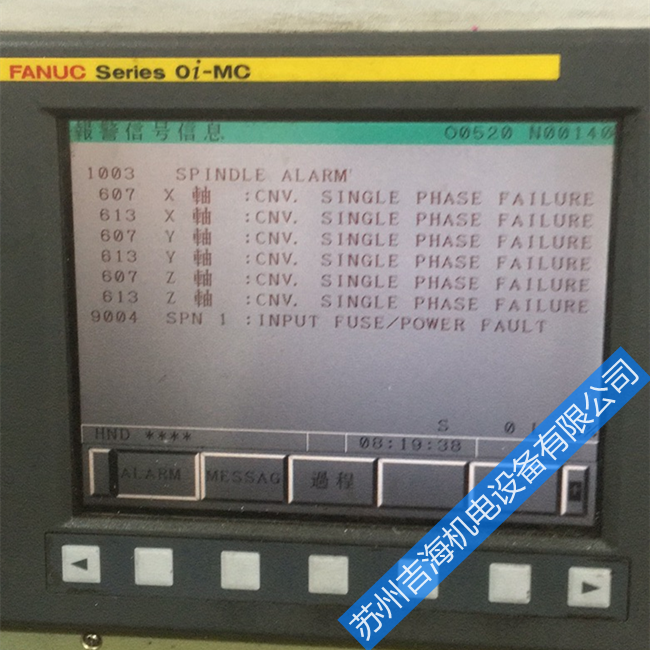 FANUC Series 0i-MC
報警信号信息 O0520 N00140
1003 SPINDLE ALARM
607 X 軸 :CNV. SINGLE PHASE FAILURE
613 X 軸 :CNV. SINGLE PHASE FAILURE
607 Y 軸 :CNV. SINGLE PHASE FAILURE
613 Y 軸 :CNV. SINGLE PHASE FAILURE
607 Z 軸 :CNV. SINGLE PHASE FAILURE
613 Z 軸 :CNV. SINGLE PHASE FAILURE
9004 SPN 1 :INPUT FUSE/POWER FAULT
S 0
HND **** 08:19:38
ALARM MESSAG 過程
苏州吉海机电设备有限公司